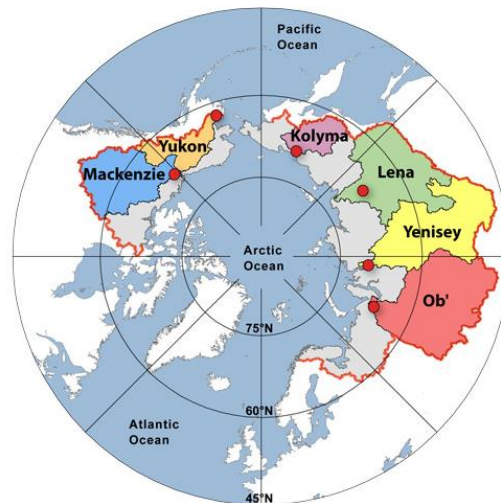 Pacific
Ocean
Kolyma
Yukon
Lena
Mackenzie
Yenisey
Arctic
Ocean
Ob'
75°N
60°N
Atlantic
Ocean
45°N